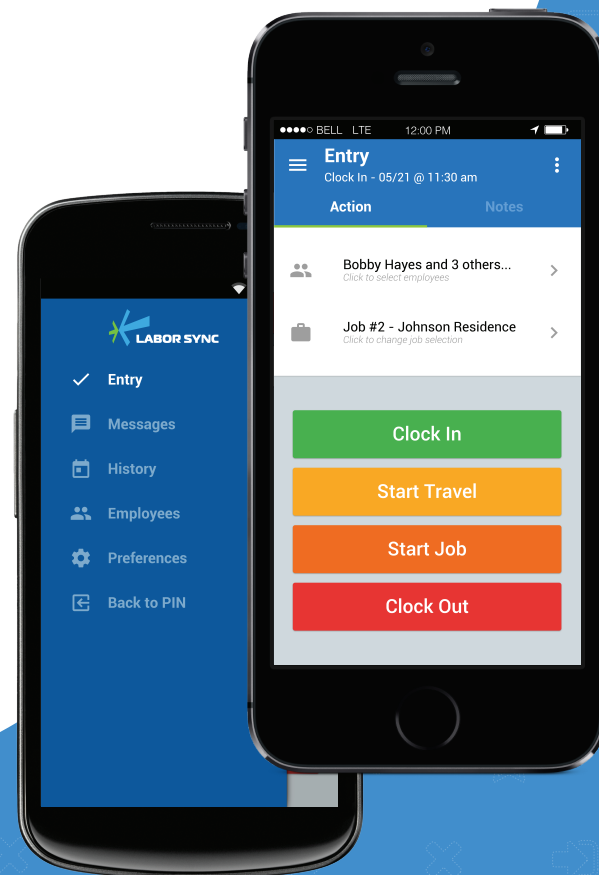 BELL LTE 12:00 PM
Entry
Clock In - 05/21 @ 11:30 am
Action Notes
Bobby Hayes and 3 others...
Click to select employees
Job #2 - Johnson Residence
Click to change job selection
Clock In
Start Travel
Start Job
Clock Out
LABOR SYNC
Entry
Messages
History
Employees
Preferences
Back to PIN